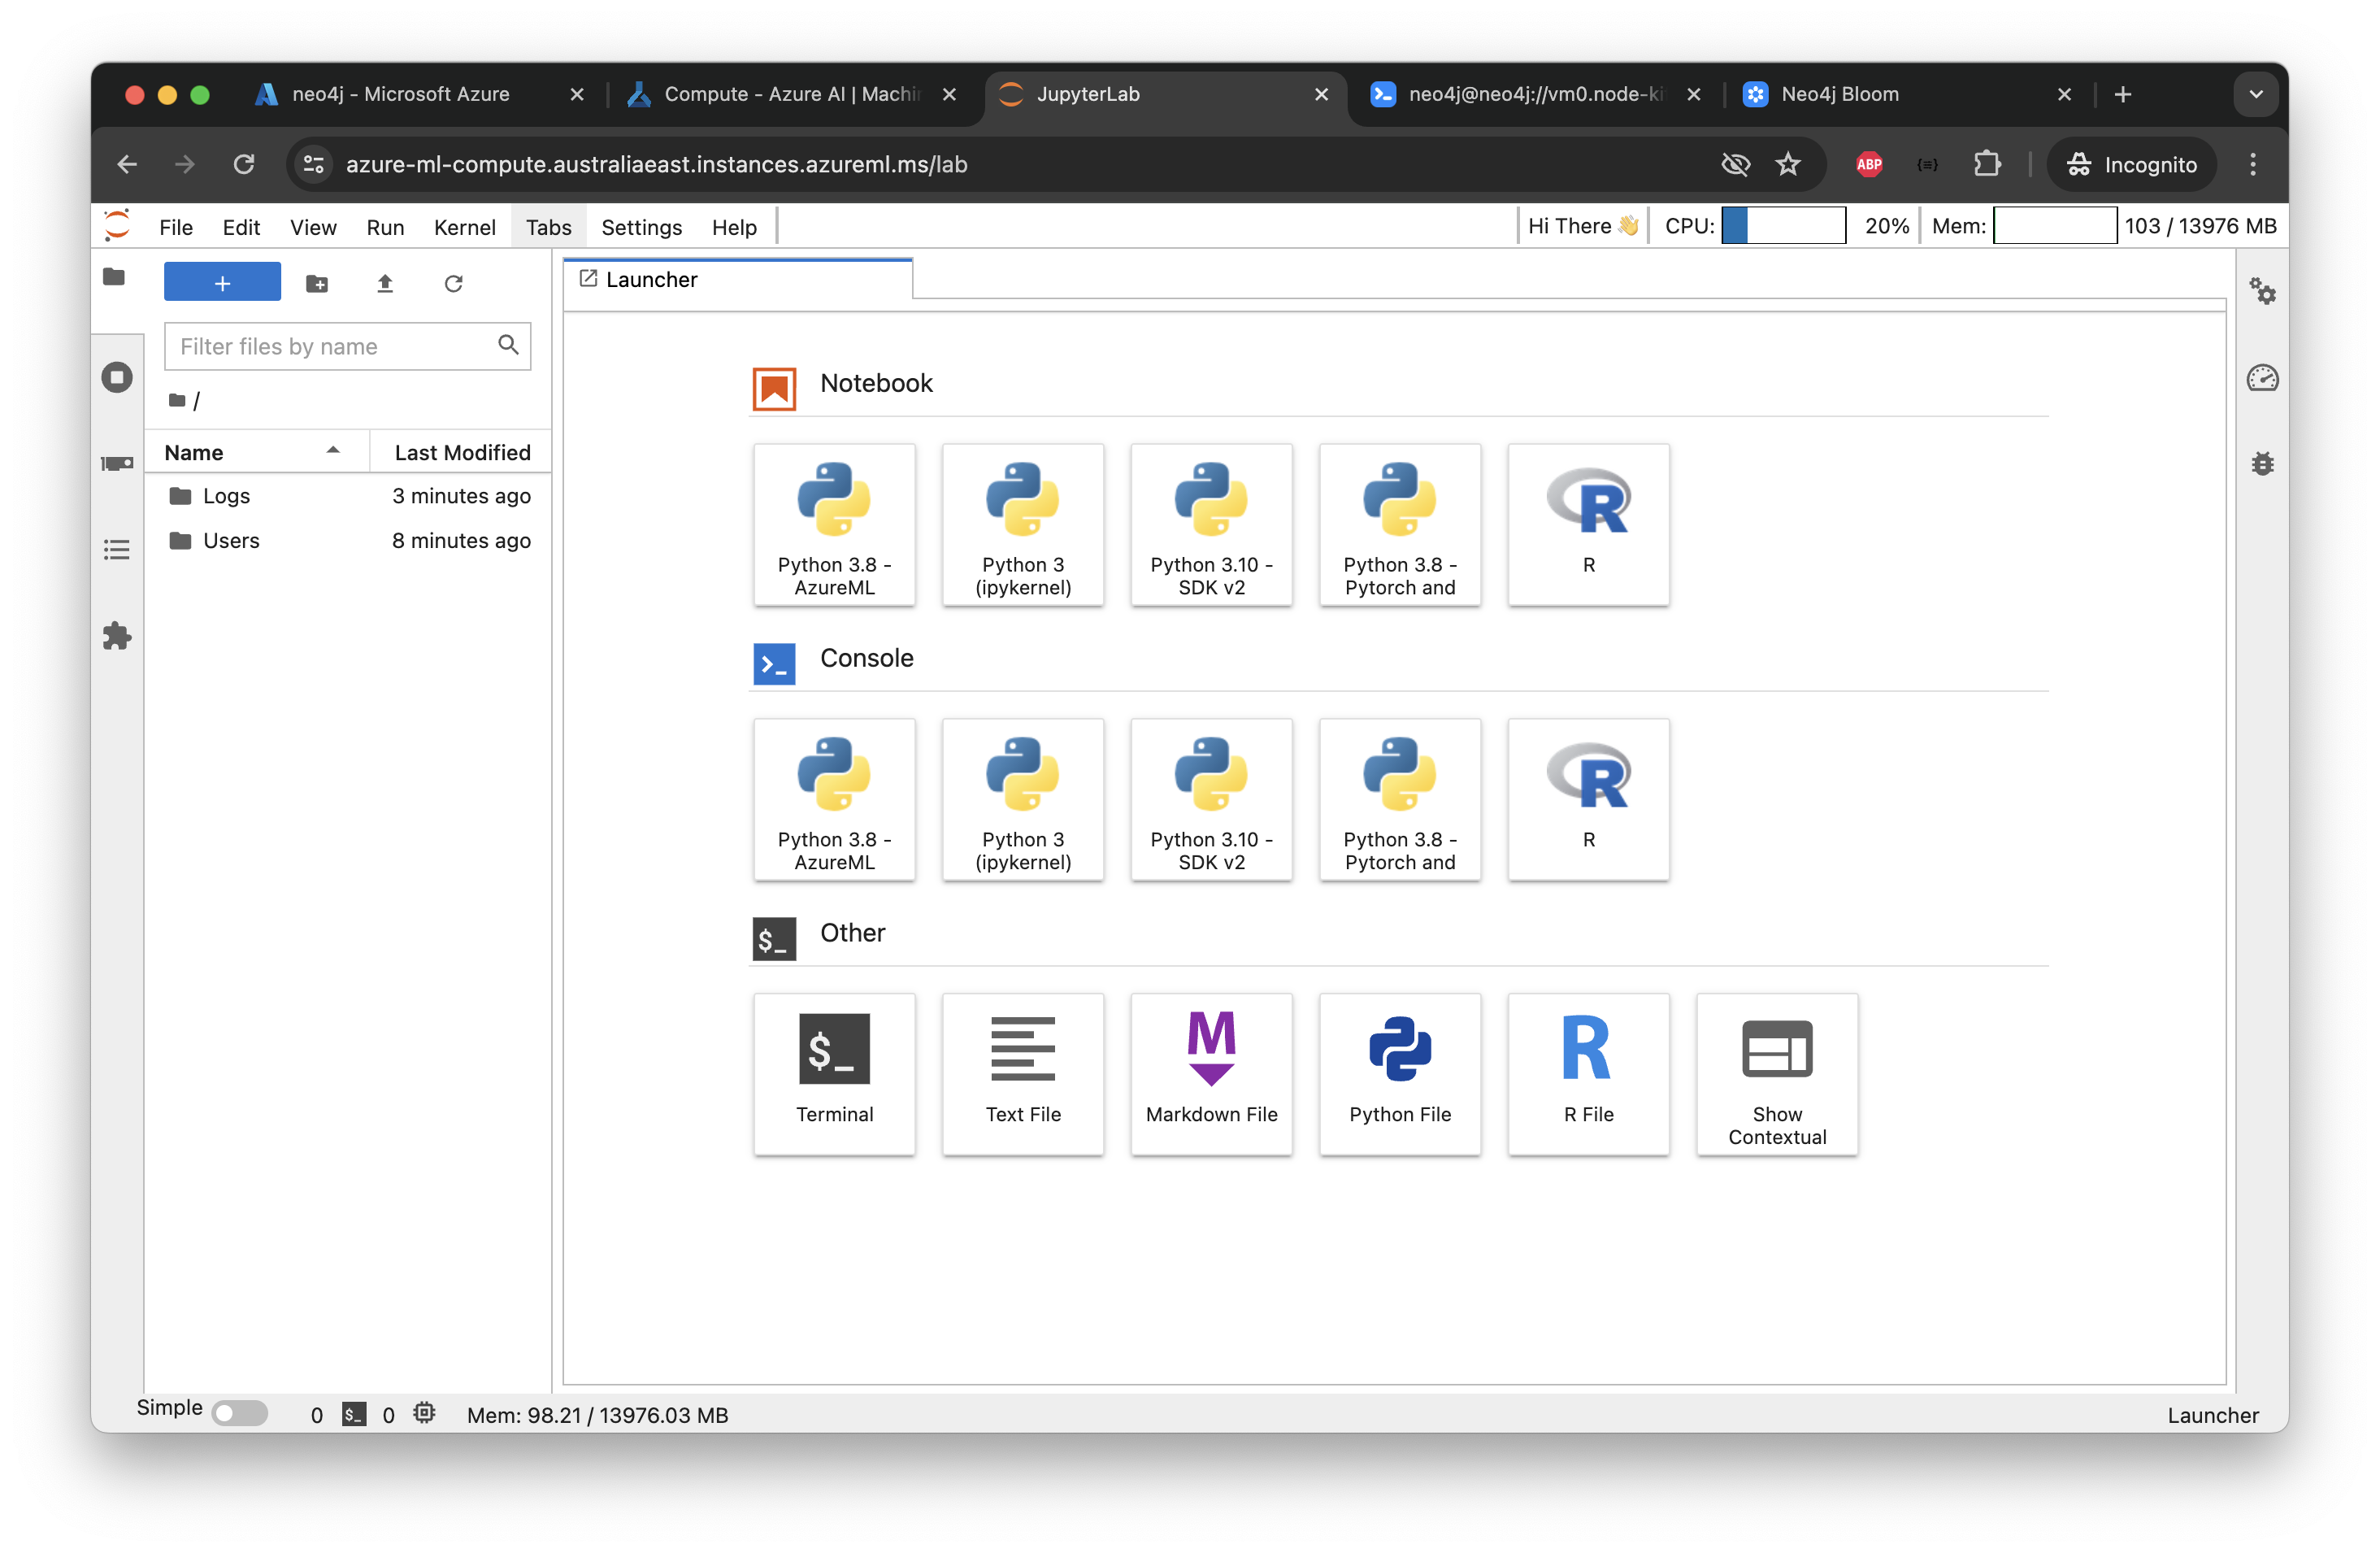 neo4j - Microsoft Azure
Compute - Azure AI | Machi
JupyterLab
neo4j@neo4j://vm0.node-ki
Neo4j Bloom
azure-ml-compute.australiaeast.instances.azureml.ms/lab
ABP
Incognito
File Edit View Run Kernel Tabs Settings Help
Hi There 👋 CPU: 20% Mem: 103 / 13976 MB
+
Launcher
Filter files by name
/
Name Last Modified
Logs 3 minutes ago
Users 8 minutes ago
Notebook
Python 3.8 -
AzureML
Python 3
(ipykernel)
Python 3.10 -
SDK v2
Python 3.8 -
Pytorch and
R
Console
Python 3.8 -
AzureML
Python 3
(ipykernel)
Python 3.10 -
SDK v2
Python 3.8 -
Pytorch and
R
$_ Other
Terminal
Text File
Markdown File
Python File
R File
Show
Contextual
Simple 0 $_ 0 Mem: 98.21 / 13976.03 MB
Launcher